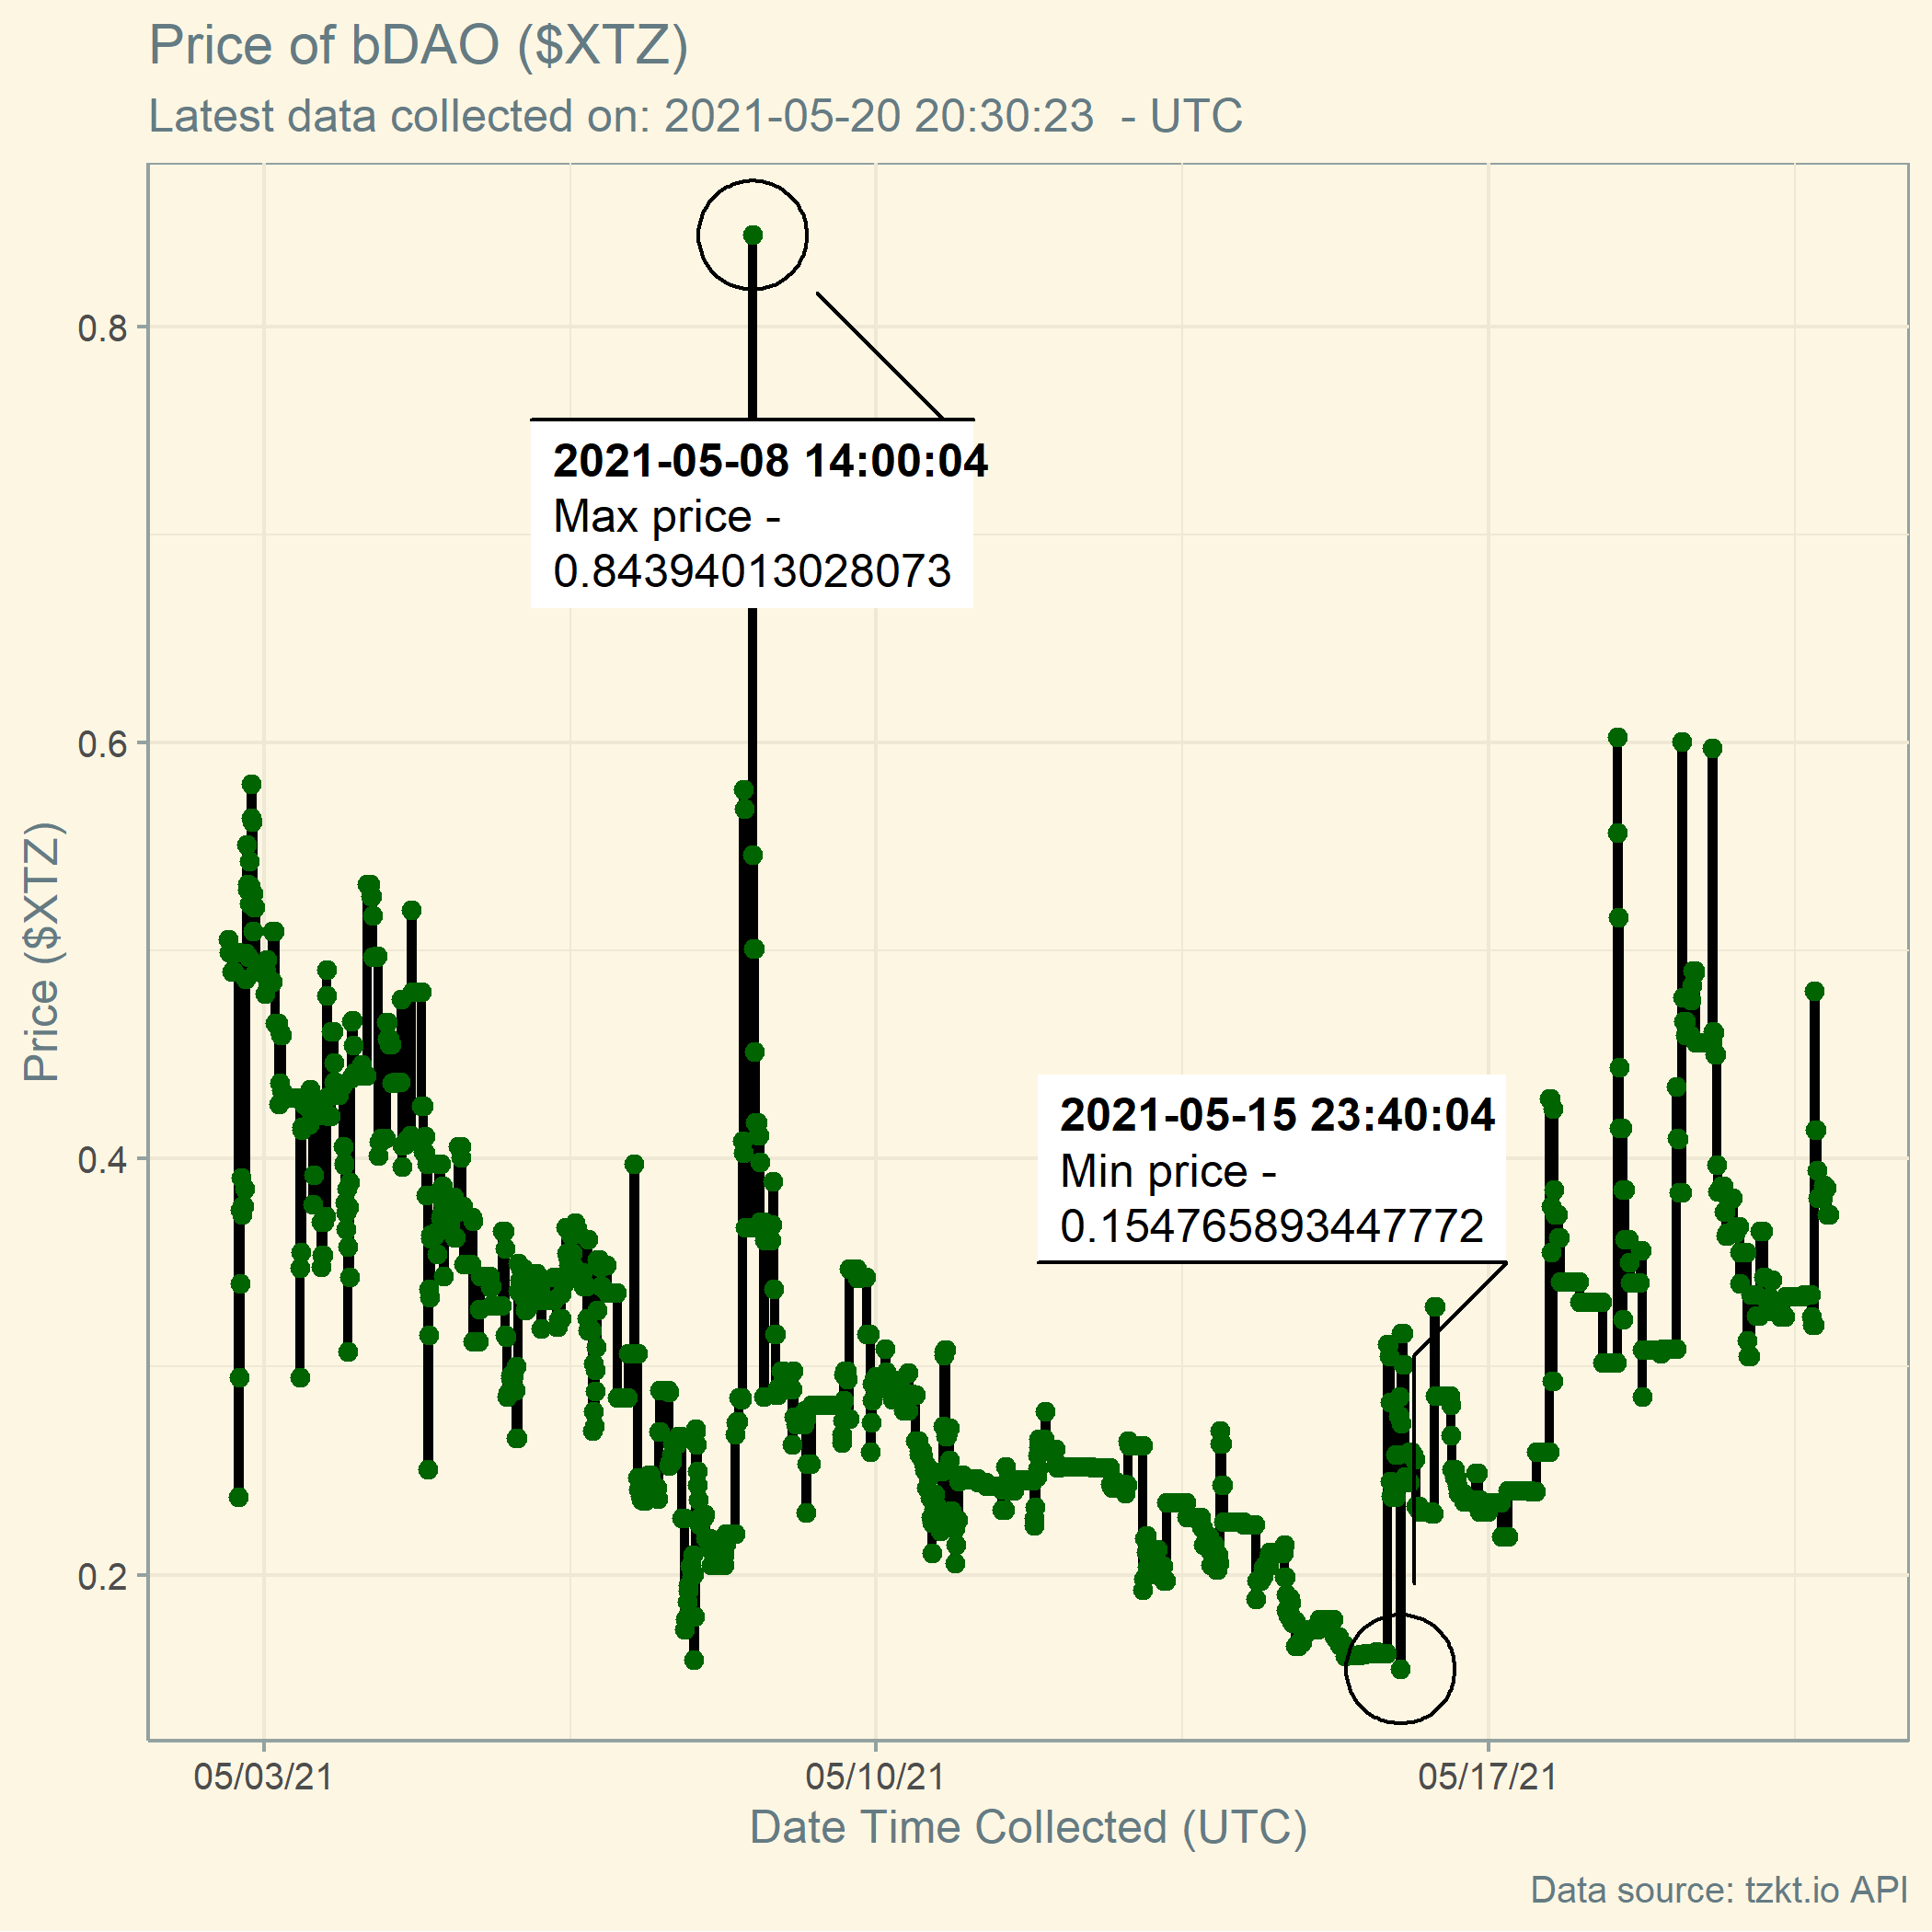 Price of bDAO ($XTZ)
Latest data collected on: 2021-05-20 20:30:23  - UTC
0.8
0.6
0.4
0.2
Price ($XTZ)
2021-05-08 14:00:04
Max price -
0.84394013028073
2021-05-15 23:40:04
Min price -
0.154765893447772
05/03/21
05/10/21
05/17/21
Date Time Collected (UTC)
Data source: tzkt.io API